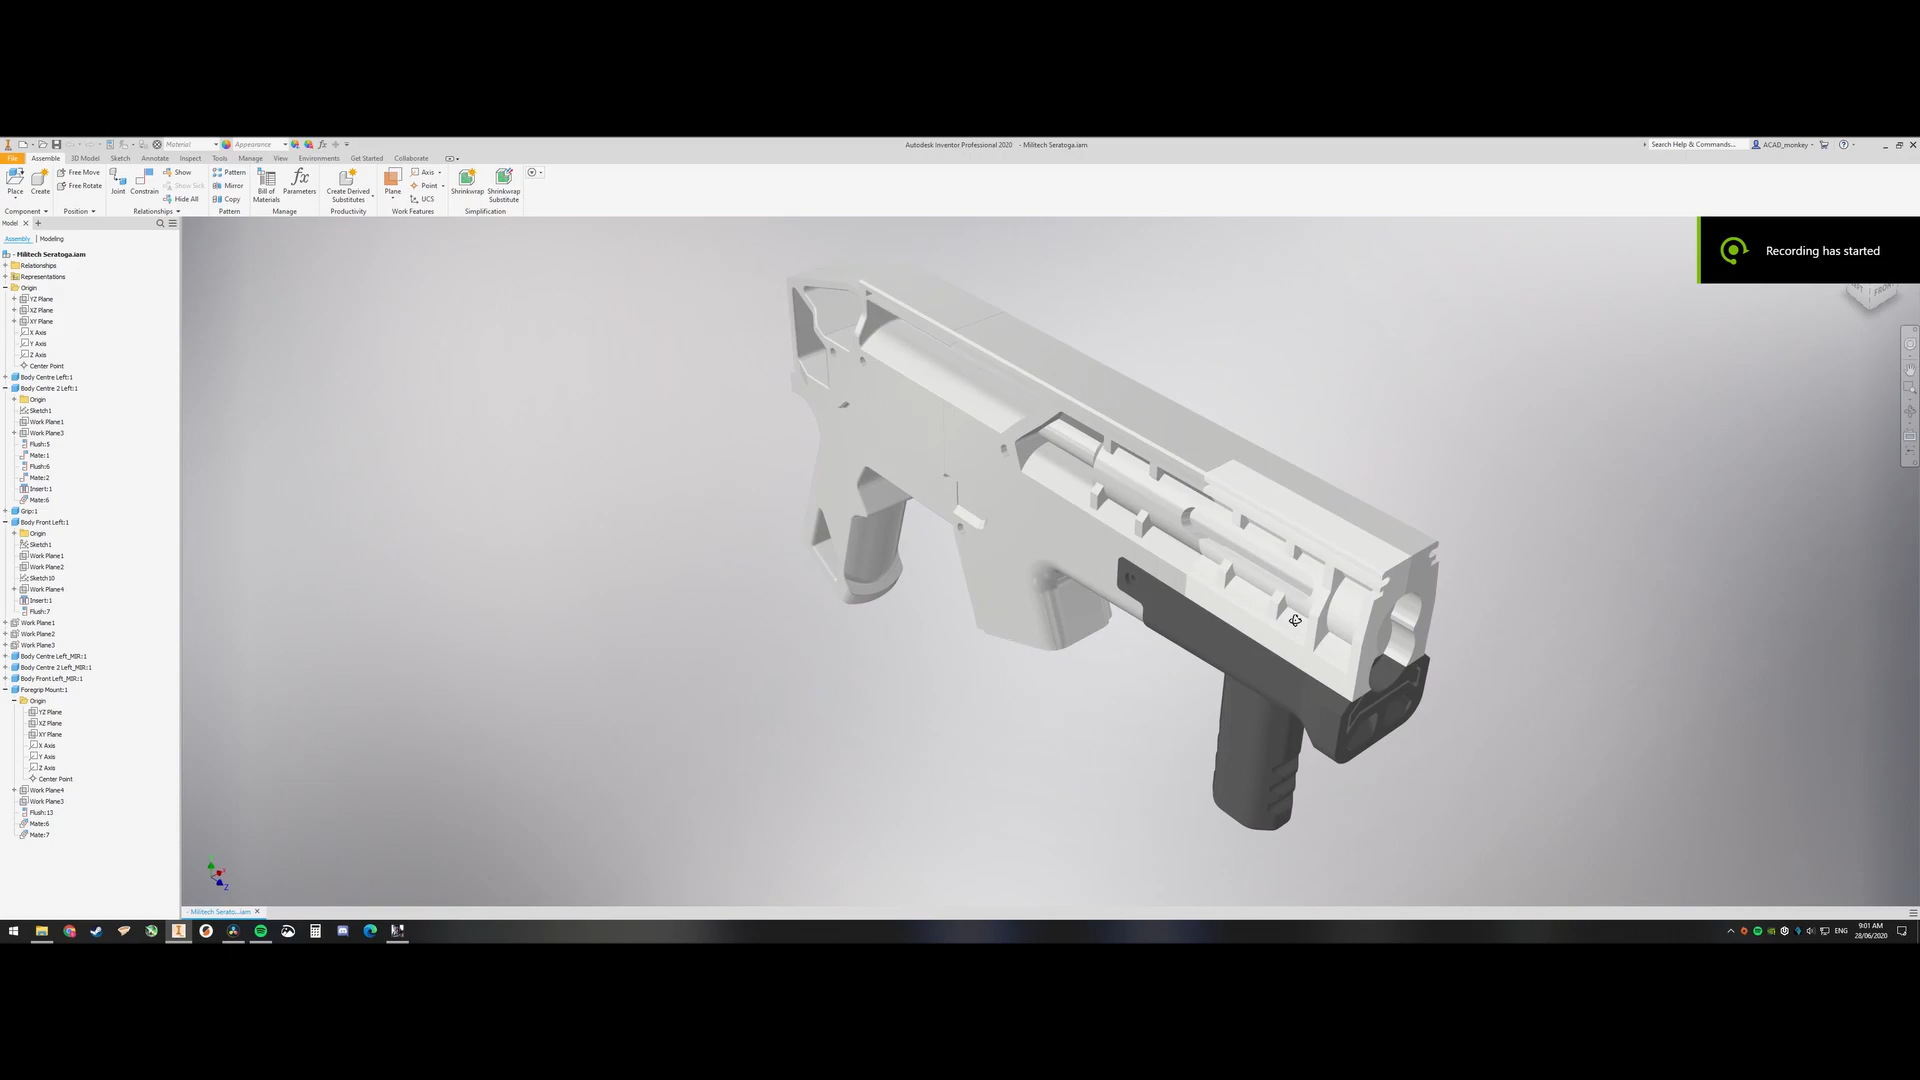 Material
Appearance
Autodesk Inventor Professional 2020 - Militech Seratoga.iam
Search Help & Commands...
ACAD_monkey
File Assemble 3D Model Sketch Annotate Inspect Tools Manage View Environments Get Started Collaborate
Place
Create
Free Move
Free Rotate
Joint
Constrain
Show
Show Sick
Hide All
Pattern
Mirror
Copy
Bill of
Materials
Parameters
Create Derived
Substitutes
Plane
Axis
Point
UCS
Shrinkwrap
Shrinkwrap
Substitute
Component Position Relationships Pattern Manage Productivity Work Features Simplification
Model
Assembly Modeling
- Militech Seratoga.iam
Relationships
Representations
Origin
YZ Plane
XZ Plane
XY Plane
X Axis
Y Axis
Z Axis
Center Point
Body Centre Left:1
Body Centre 2 Left:1
Origin
Sketch1
Work Plane1
Work Plane3
Flush:5
Mate:1
Flush:6
Mate:2
Insert:1
Mate:6
Grip:1
Body Front Left:1
Origin
Sketch1
Work Plane1
Work Plane2
Sketch10
Work Plane4
Insert:1
Flush:7
Work Plane1
Work Plane2
Work Plane3
Body Centre Left_MIR:1
Body Centre 2 Left_MIR:1
Body Front Left_MIR:1
Foregrip Mount:1
Origin
YZ Plane
XZ Plane
XY Plane
X Axis
Y Axis
Z Axis
Center Point
Work Plane4
Work Plane3
Flush:13
Mate:6
Mate:7
Recording has started
Z
- Militech Serato...iam
ENG
9:01 AM
28/06/2020